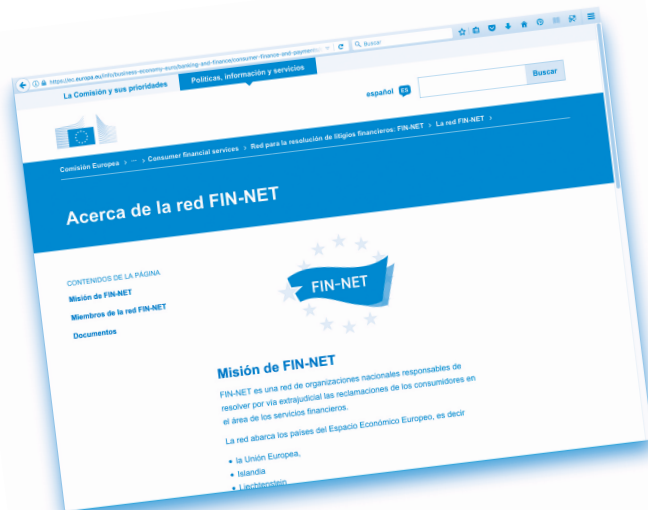 https://ec.europa.eu/info/business-economy-euro/banking-and-finance/consumer-finance-and-payments
Buscar
La Comisión y sus prioridades
Políticas, información y servicios
español ES
Buscar
Comisión Europea > ··· > Consumer financial services > Red para la resolución de litigios financieros: FIN-NET > La red FIN-NET >
Acerca de la red FIN-NET
CONTENIDOS DE LA PÁGINA
Misión de FIN-NET
Miembros de la red FIN-NET
Documentos
FIN-NET
Misión de FIN-NET
FIN-NET es una red de organizaciones nacionales responsables de
resolver por vía extrajudicial las reclamaciones de los consumidores en
el área de los servicios financieros.
La red abarca los países del Espacio Económico Europeo, es decir
• la Unión Europea,
• Islandia
• Liechtenstein